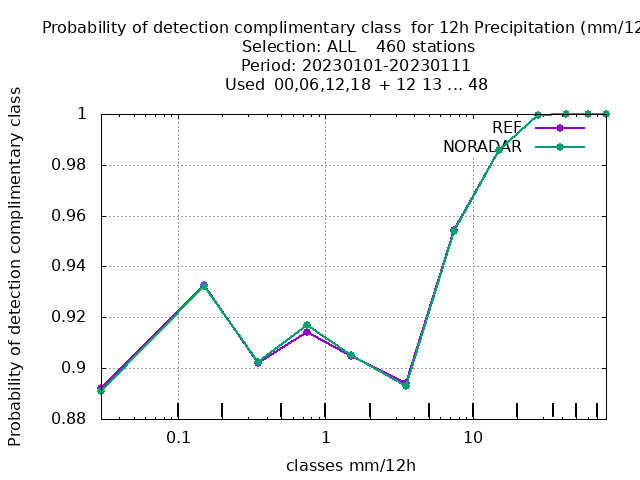 Probability of detection complimentary class  for 12h Precipitation (mm/12
Selection: ALL    460 stations
Period: 20230101-20230111
Used  00,06,12,18  + 12 13 ... 48
Probability of detection complimentary class
1
0.98
0.96
0.94
0.92
0.9
0.88
REF
NORADAR
0.1
1
10
classes mm/12h